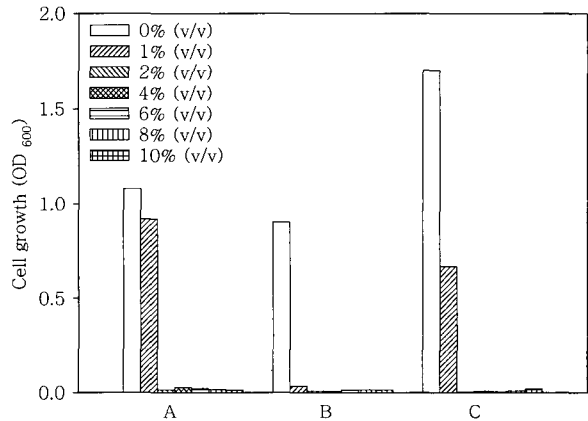 2.0
1.5
1.0
0.5
0.0
Cell growth (OD 600)
0% (v/v)
1% (v/v)
2% (v/v)
4% (v/v)
6% (v/v)
8% (v/v)
10% (v/v)
A B C